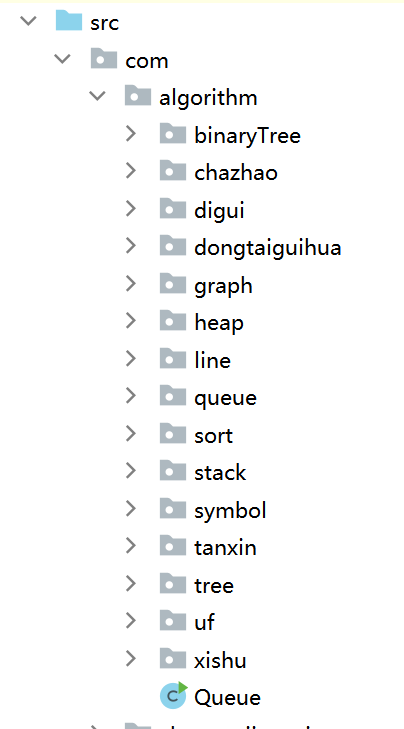 src
com
algorithm
binaryTree
chazhao
digui
dongtaiguihua
graph
heap
line
queue
sort
stack
symbol
tanxin
tree
uf
xishu
Queue